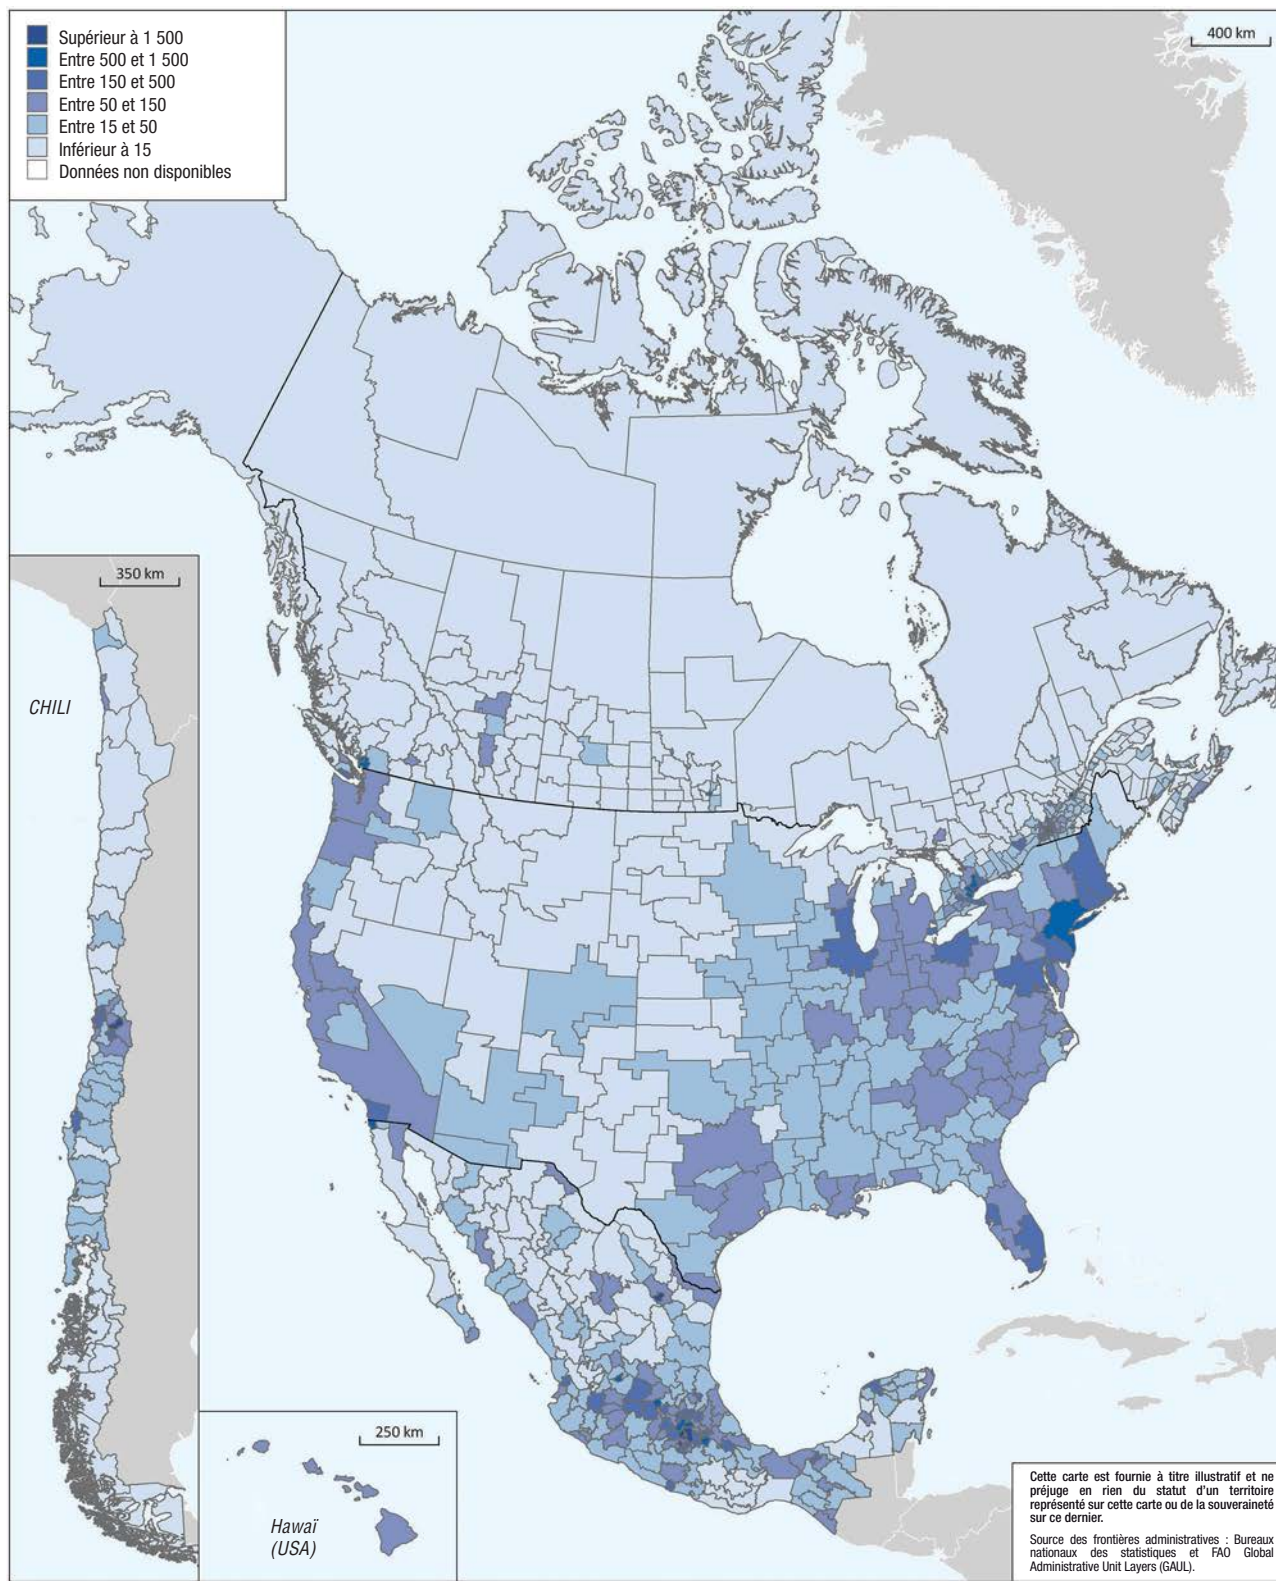 Supérieur à 1 500
Entre 500 et 1 500
Entre 150 et 500
Entre 50 et 150
Entre 15 et 50
Inférieur à 15
Données non disponibles
400 km
350 km
CHILI
250 km
Hawaï
(USA)
Cette carte est fournie à titre illustratif et ne
préjuge en rien du statut d'un territoire
représenté sur cette carte ou de la souveraineté
sur ce dernier.
Source des frontières administratives : Bureaux
nationaux des statistiques et FAO Global
Administrative Unit Layers (GAUL).